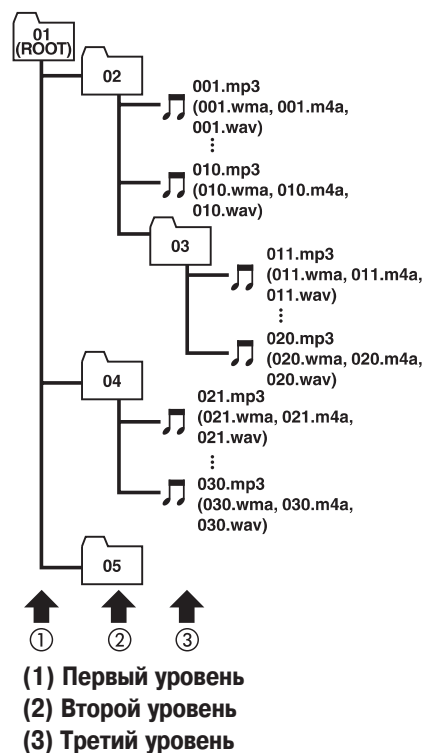 01
(ROOT)
02
001.mp3
(001.wma, 001.m4a,
001.wav)
010.mp3
(010.wma, 010.m4a,
010.wav)
03
011.mp3
(011.wma, 011.m4a,
011.wav)
020.mp3
(020.wma, 020.m4a,
020.wav)
04
021.mp3
(021.wma, 021.m4a,
021.wav)
030.mp3
(030.wma, 030.m4a,
030.wav)
05
① ② ③
(1) Первый уровень
(2) Второй уровень
(3) Третий уровень